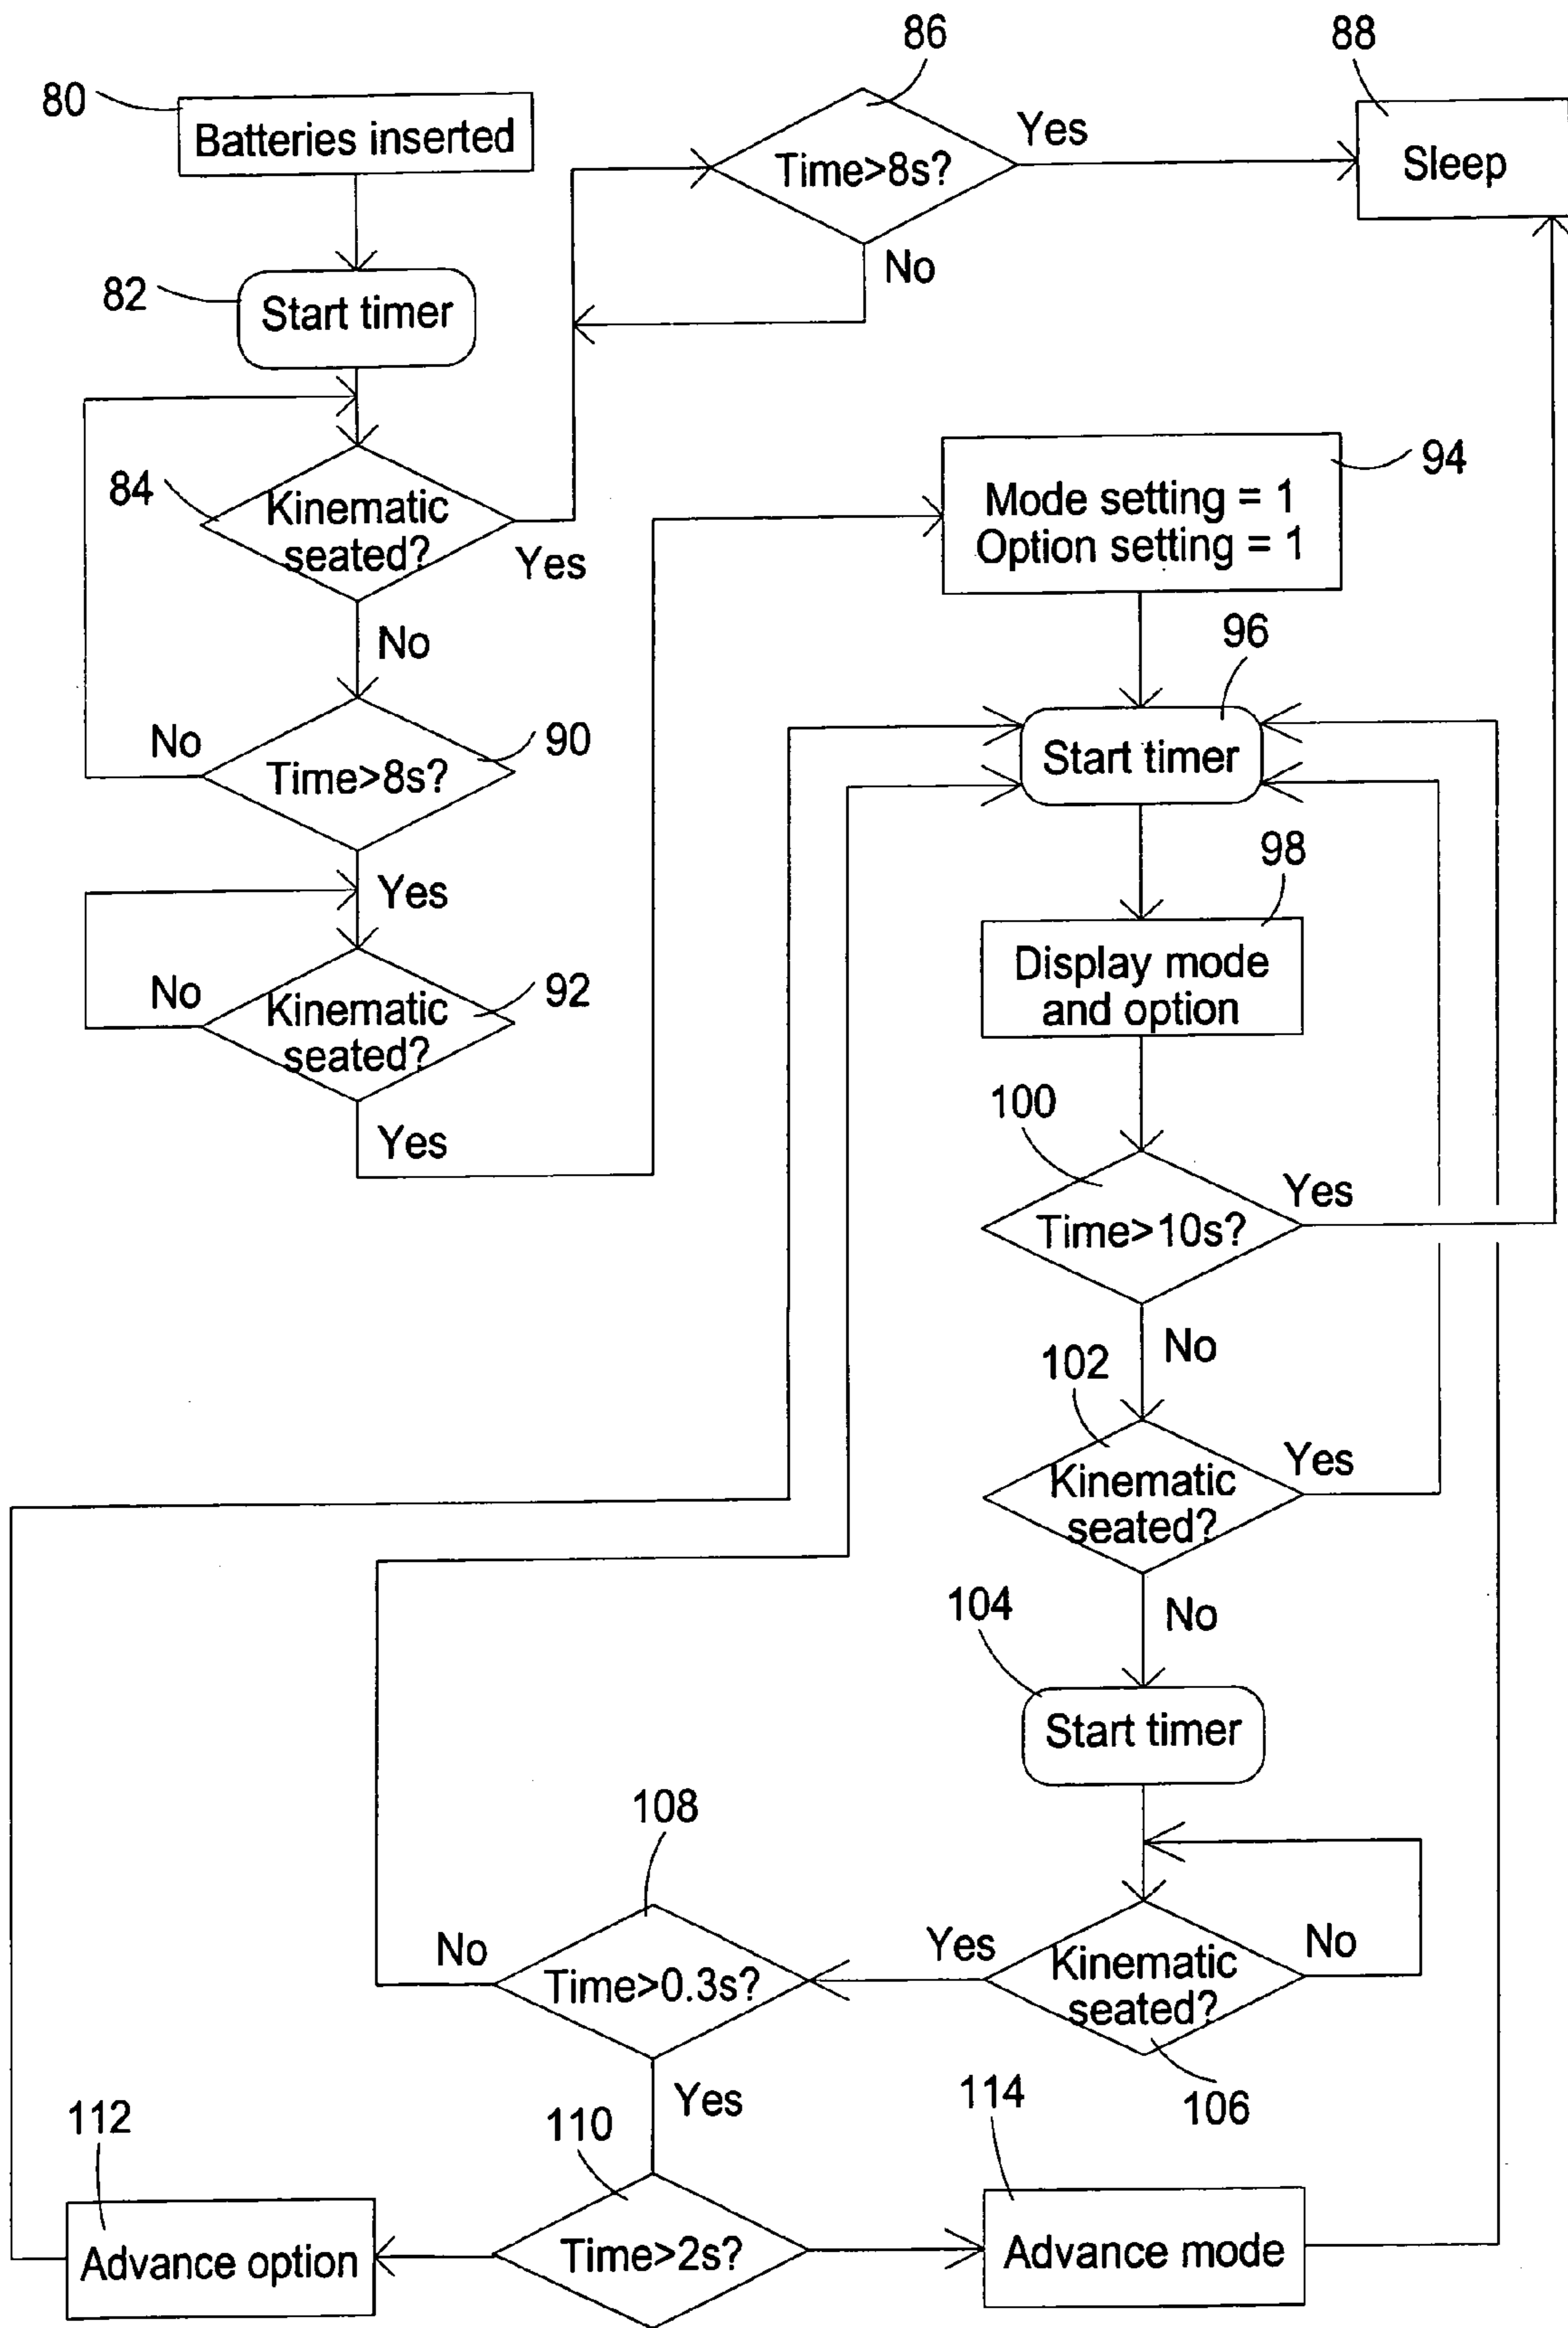 86
88
80
Batteries inserted
Time>8s?
Yes
Sleep
No
82
Start timer
84
Kinematic
seated?
Yes
94
Mode setting = 1
Option setting = 1
No
96
No
90
Time>8s?
Start timer
98
Yes
No
92
Kinematic
seated?
Display mode
and option
100
Yes
Yes
Time>10s?
No
102
Yes
Kinematic
seated?
104
No
Start timer
108
No
Yes
No
Time>0.3s?
Kinematic
seated?
Yes
106
112
110
114
Advance option
Time>2s?
Advance mode